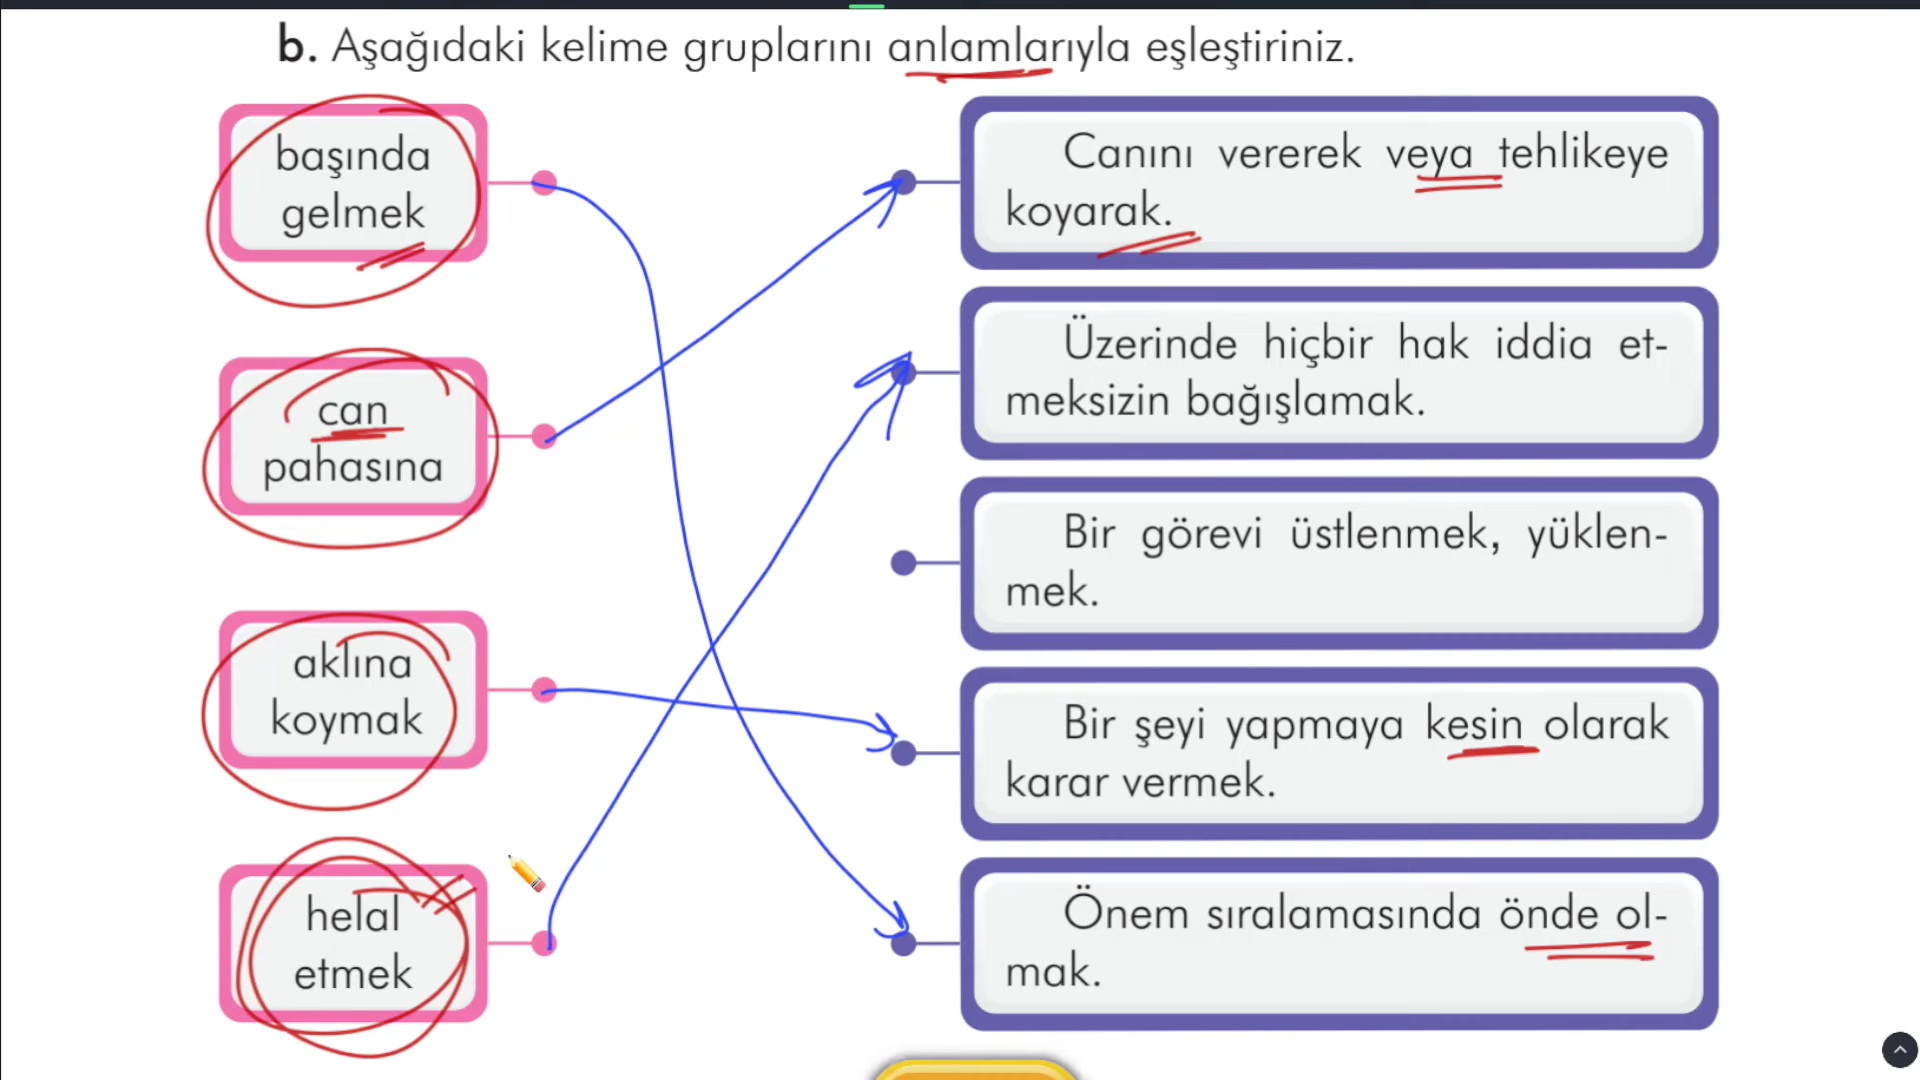 b. Aşağıdaki kelime gruplarını anlamlarıyla eşleştiriniz.
başında
gelmek
can
pahasına
aklına
koymak
helal
etmek
Canını vererek veya tehlikeye
koyarak.
Üzerinde hiçbir hak iddia et-
meksizin bağışlamak.
Bir görevi üstlenmek, yüklen-
mek.
Bir şeyi yapmaya kesin olarak
karar vermek.
Önem sıralamasında önde ol-
mak.